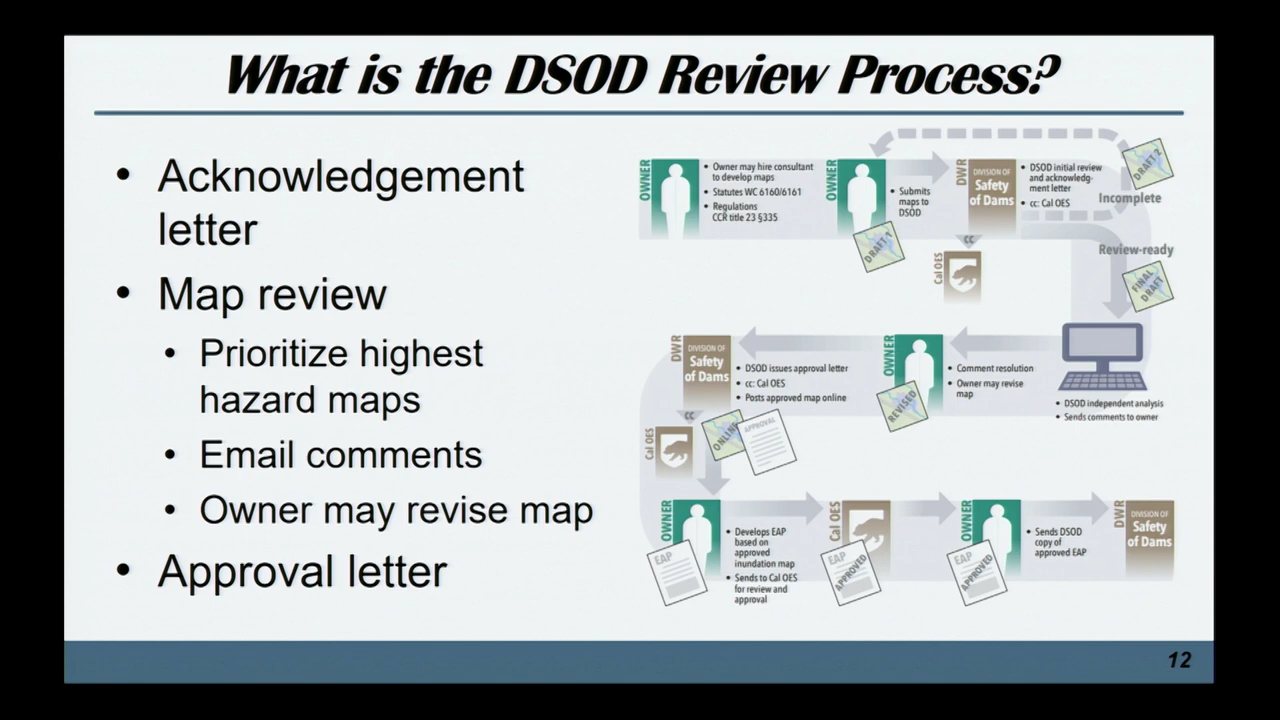 What is the DSOD Review Process?
• Acknowledgement
letter
• Map review
• Prioritize highest
hazard maps
• Email comments
• Owner may revise map
• Approval letter
OWNER
• Owner may hire consultant
to develop maps
• Statutes WC 6160/6161
• Regulations
CCR title 23 §335
OWNER
DRAFT 1
• Submits
maps to
DSOD
DWR
DIVISION OF
Safety
of Dams
• DSOD initial review
and acknowledg-
ment letter
• cc: Cal OES
DRAFT 2
Incomplete
cc
Cal OES
Review-ready
FINAL
DRAFT
• DSOD independent analysis
• Sends comments to owner
OWNER
REVISED
• Comment resolution
• Owner may revise
map
DWR
DIVISION OF
Safety
of Dams
• DSOD issues approval letter
• cc: Cal OES
• Posts approved map online
cc
Cal OES
ONLINE
APPROVAL
OWNER
EAP
• Develops EAP
based on
approved
inundation map
• Sends to Cal OES
for review and
approval
Cal OES
EAP
APPROVED
OWNER
EAP
APPROVED
• Sends DSOD
copy of
approved EAP
DWR
DIVISION OF
Safety
of Dams
12